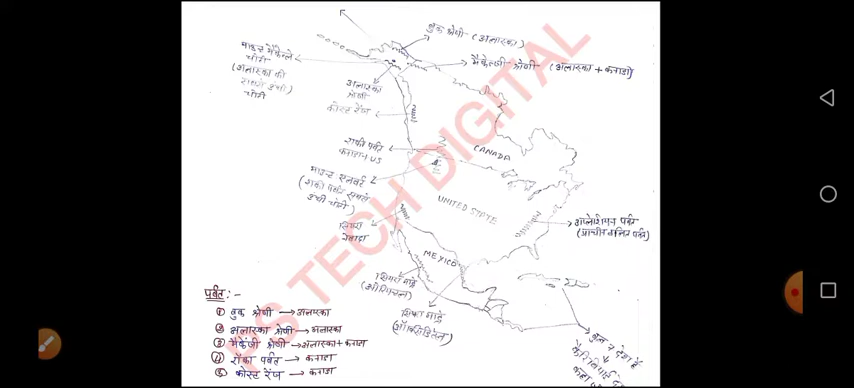 ब्रुक श्रेणी (अलास्का)
मैकेन्जी श्रेणी (अलास्का + कनाडा)
माउन्ट मैकिन्ले
चोटी
(अलास्का की
सबसे ऊंची
चोटी
अलास्का
श्रेणी
कोस्ट रेंज
रॉकी पर्वत
कनाडा + US
CANADA
माउन्ट एलबर्ट
(रॉकी पर्वत सबसे
ऊंची चोटी)
UNITED STATE
अप्लेशियन पर्वत
(प्राचीन वलित पर्वत)
सियरा
नेवादा
MEXICO
सियरा माद्रे
(ओरिएन्टल)
सियरा माद्रे
(ऑक्सिडेंटल)
पर्वत :-
① ब्रुक श्रेणी → अलास्का
② अलास्का श्रेणी → अलास्का
③ मैकेंजी श्रेणी → अलास्का + कनाडा
④ रॉकी पर्वत → कनाडा
⑤ कोस्ट रेंज → कनाडा
PS TECH DIGITAL